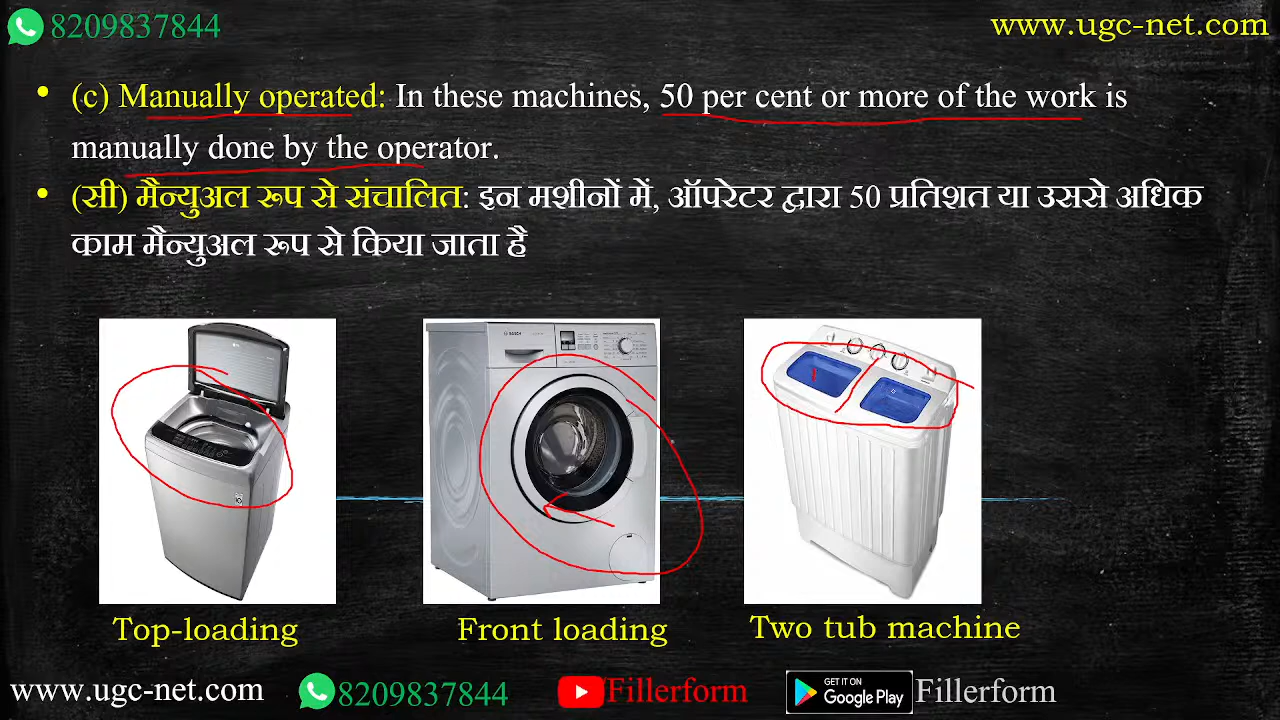 8209837844
www.ugc-net.com
• (c) Manually operated: In these machines, 50 per cent or more of the work is
manually done by the operator.
• (सी) मैन्युअल रूप से संचालित: इन मशीनों में, ऑपरेटर द्वारा 50 प्रतिशत या उससे अधिक
काम मैन्युअल रूप से किया जाता है
BOSCH
Top-loading
Front loading
Two tub machine
www.ugc-net.com
8209837844
Fillerform
GET IT ON
Google Play
Fillerform